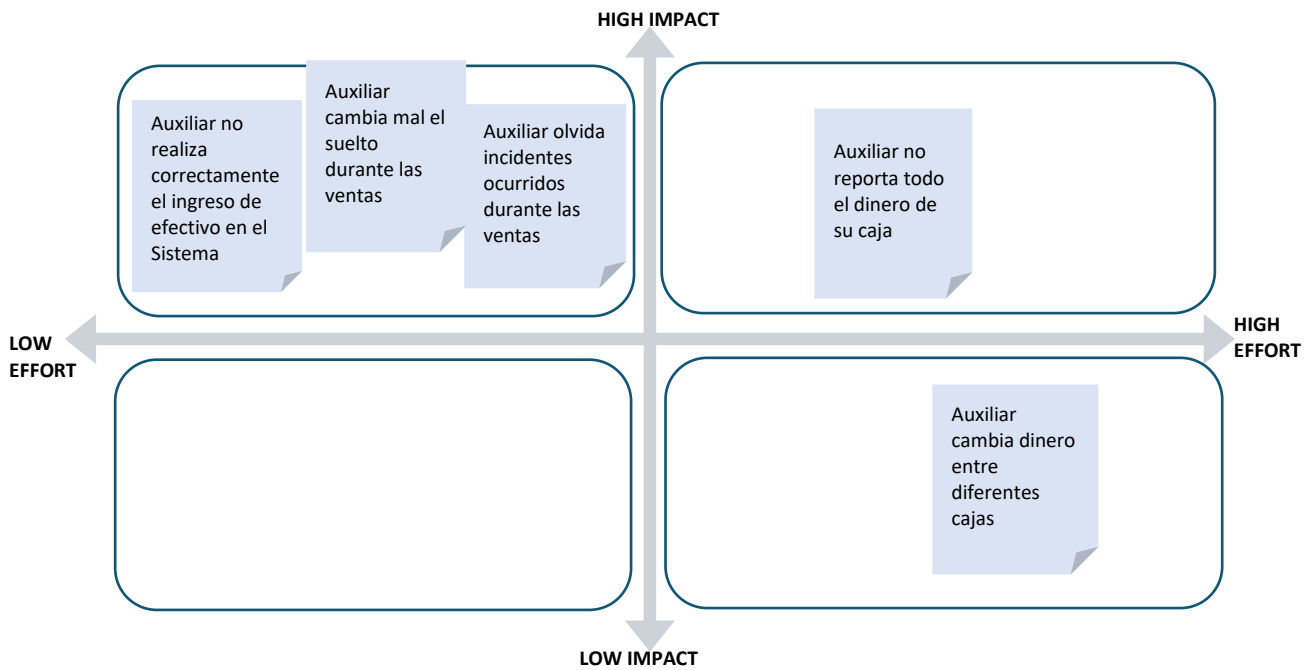 HIGH IMPACT
Auxiliar no
realiza
correctamente
el ingreso de
efectivo en el
Sistema
Auxiliar
cambia mal el
suelto
durante las
ventas
Auxiliar olvida
incidentes
ocurridos
durante las
ventas
Auxiliar no
reporta todo
el dinero de
su caja
LOW
EFFORT
HIGH
EFFORT
Auxiliar
cambia dinero
entre
diferentes
cajas
LOW IMPACT